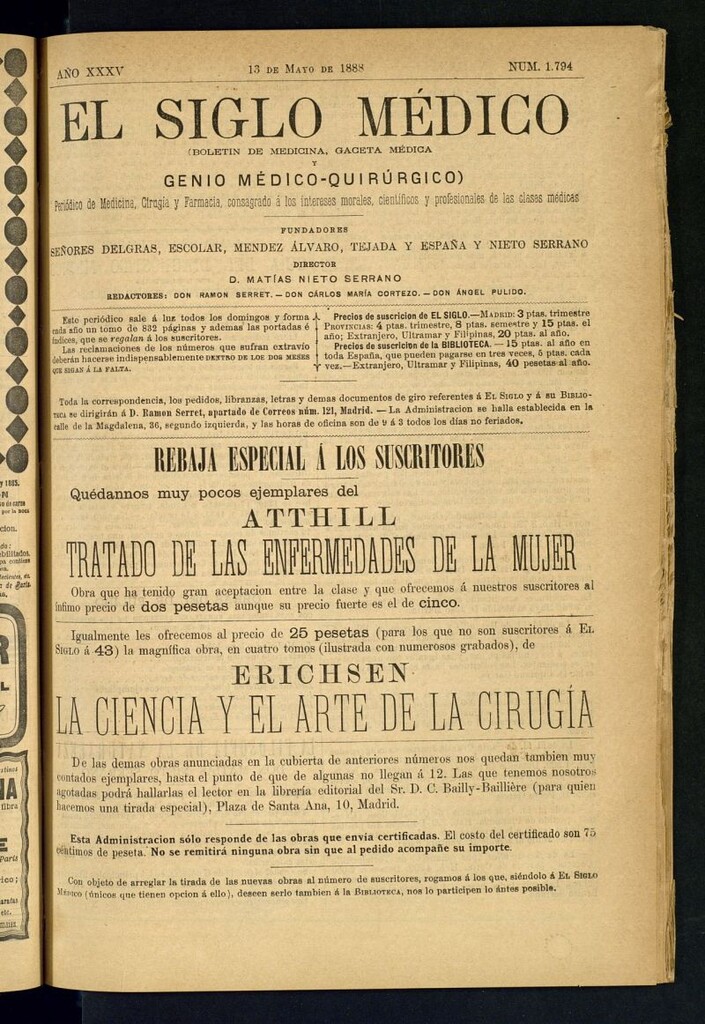 AÑO XXXV
13 DE MAYO DE 1888
NUM. 1.794
EL SIGLO MÉDICO
(BOLETIN DE MEDICINA, GACETA MÉDICA
Y
GENIO MÉDICO-QUIRÚRGICO)
Periódico de Medicina, Cirugía y Farmacia, consagrado á los intereses morales, científicos y profesionales de las clases médicas
FUNDADORES
SEÑORES DELGRAS, ESCOLAR, MENDEZ ÁLVARO, TEJADA Y ESPAÑA Y NIETO SERRANO
DIRECTOR
D. MATÍAS NIETO SERRANO
REDACTORES: DON RAMON SERRET. — DON CÁRLOS MARÍA CORTEZO. — DON ÁNGEL PULIDO.
Este periódico sale á luz todos los domingos y forma
cada año un tomo de 832 páginas y ademas las portadas é
índices, que se regalan á los suscritores.
Las reclamaciones de los números que sufran extravío
deberán hacerse indispensablemente DENTRO DE LOS DOS MESES
QUE SIGAN Á LA FALTA.
Precios de suscricion de EL SIGLO.—MADRID: 3 ptas. trimestre
PROVINCIAS: 4 ptas. trimestre, 8 ptas. semestre y 15 ptas. el
año; Extranjero, Ultramar y Filipinas, 20 ptas. al año.
Precios de suscricion de la BIBLIOTECA. — 15 ptas. al año en
toda España, que pueden pagarse en tres veces, 5 ptas. cada
vez.—Extranjero, Ultramar y Filipinas, 40 pesetas al año.
Toda la correspondencia, los pedidos, libranzas, letras y demas documentos de giro referentes á EL SIGLO y á su BIBLIO-
TECA se dirigirán á D. Ramon Serret, apartado de Correos núm. 121, Madrid. — La Administracion se halla establecida en la
calle de la Magdalena, 36, segundo izquierda, y las horas de oficina son de 9 á 3 todos los días no feriados.
REBAJA ESPECIAL Á LOS SUSCRITORES
Quédannos muy pocos ejemplares del
ATTHILL
TRATADO DE LAS ENFERMEDADES DE LA MUJER
Obra que ha tenido gran aceptacion entre la clase y que ofrecemos á nuestros suscritores al
ínfimo precio de dos pesetas aunque su precio fuerte es el de cinco.
Igualmente les ofrecemos al precio de 25 pesetas (para los que no son suscritores á EL
SIGLO á 43) la magnífica obra, en cuatro tomos (ilustrada con numerosos grabados), de
ERICHSEN
LA CIENCIA Y EL ARTE DE LA CIRUGÍA
De las demas obras anunciadas en la cubierta de anteriores números nos quedan tambien muy
contados ejemplares, hasta el punto de que de algunas no llegan á 12. Las que tenemos nosotros
agotadas podrá hallarlas el lector en la librería editorial del Sr. D. C. Bailly-Baillière (para quien
hacemos una tirada especial), Plaza de Santa Ana, 10, Madrid.
Esta Administracion sólo responde de las obras que envía certificadas. El costo del certificado son 75
céntimos de peseta. No se remitirá ninguna obra sin que al pedido acompañe su importe.
Con objeto de arreglar la tirada de las nuevas obras al número de suscritores, rogamos á los que, siéndolo á EL SIGLO
MÉDICO (únicos que tienen opcion á ello), deseen serlo tambien á la BIBLIOTECA, nos lo participen lo ántes posible.